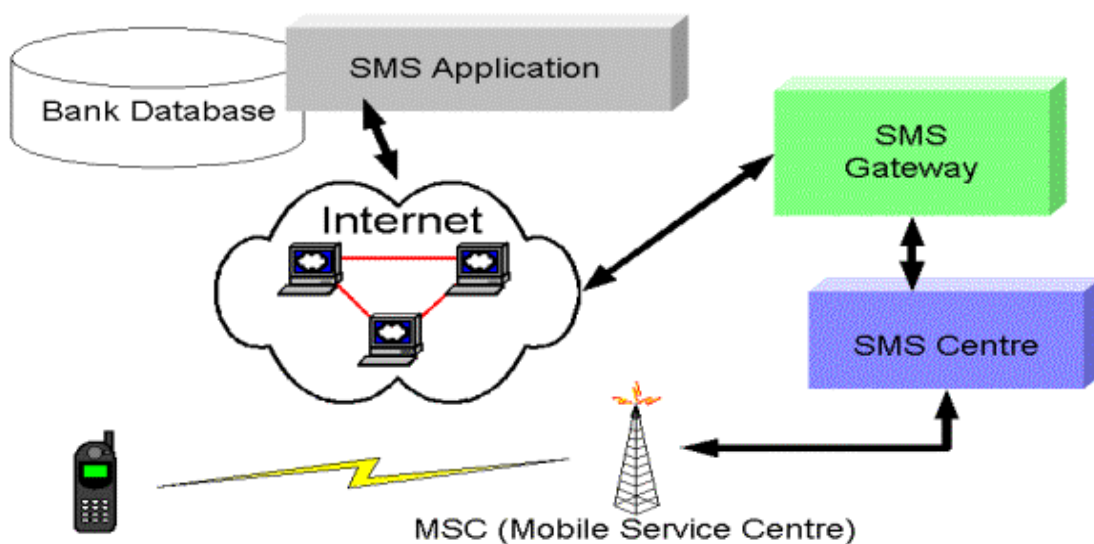 SMS Application
Bank Database
SMS
Gateway
Internet
SMS Centre
MSC (Mobile Service Centre)